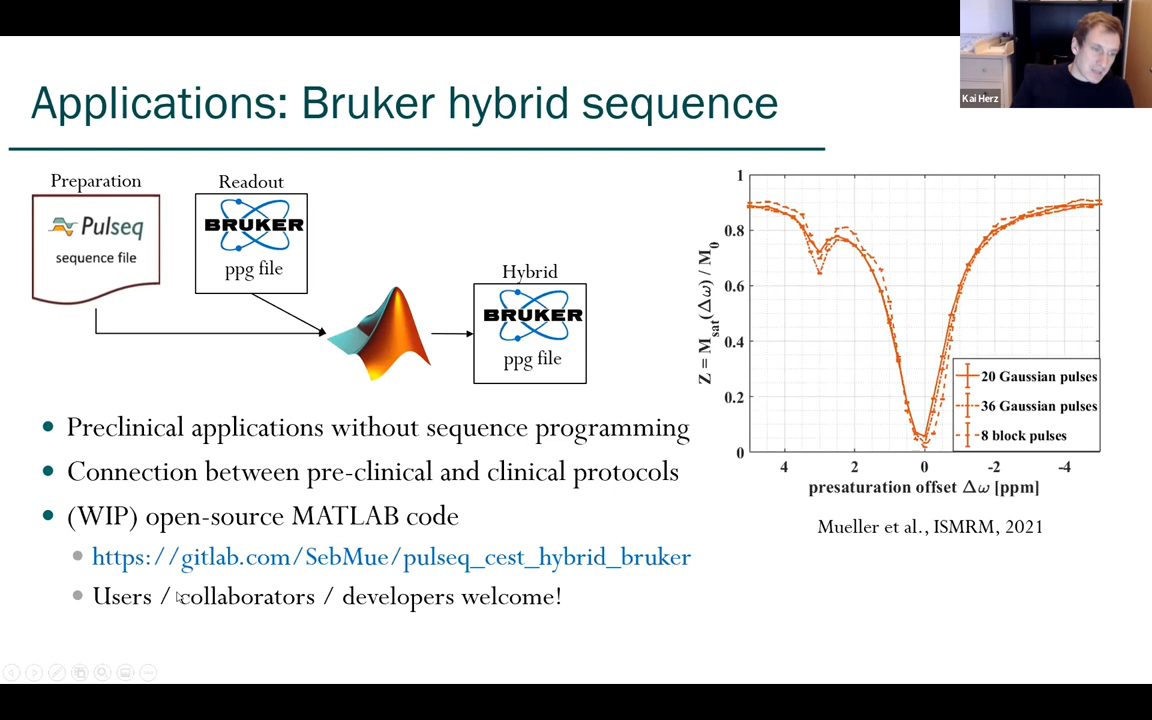 Kai Herz
Applications: Bruker hybrid sequence
Preparation
Pulseq
sequence file
Readout
BRUKER
ppg file
Hybrid
BRUKER
ppg file
Preclinical applications without sequence programming
Connection between pre-clinical and clinical protocols
(WIP) open-source MATLAB code
https://gitlab.com/SebMue/pulseq_cest_hybrid_bruker
Users / collaborators / developers welcome!
1
0.8
0.6
0.4
0.2
0
Z = M_sat(Δω) / M_0
4
2
0
-2
-4
presaturation offset Δω [ppm]
20 Gaussian pulses
36 Gaussian pulses
8 block pulses
Mueller et al., ISMRM, 2021